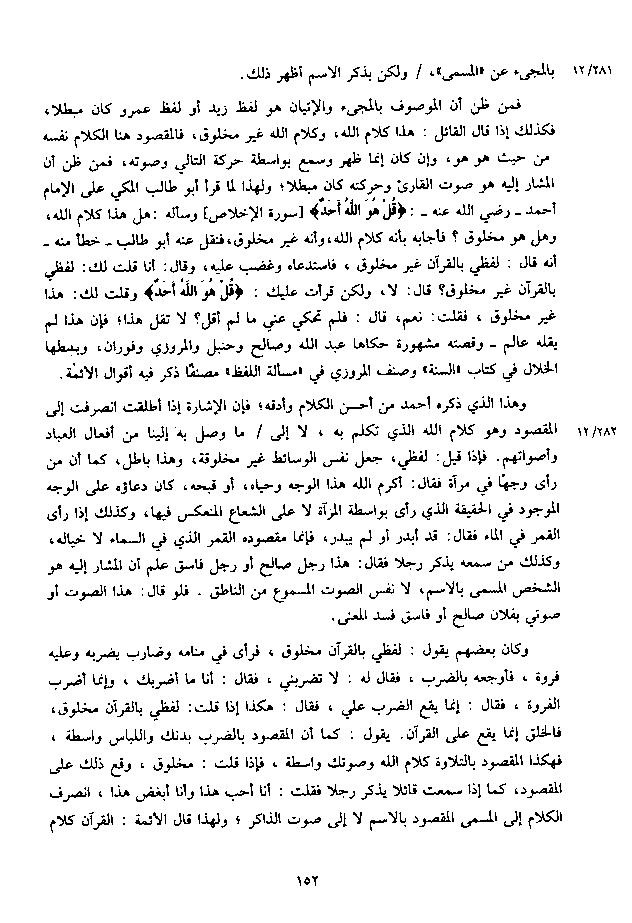 ١٢/٢٨١ بالمجىء عن «المسمى»، / ولكن بذكر الاسم أظهر ذلك.
فمن ظن أن الموصوف بالمجىء والإتيان هو لفظ زيد أو لفظ عمرو كان مبطلا،
فكذلك إذا قال القائل : هذا كلام الله، وكلام الله غير مخلوق، فالمقصود هنا الكلام نفسه
من حيث هو هو، وإن كان إنما ظهر وسمع بواسطة حركة التالي وصوته، فمن ظن أن
المشار إليه هو صوت القارئ وحركته كان مبطلا؛ ولهذا لما قرأ أبو طالب المكي على الإمام
أحمد ـ رضي الله عنه ـ : ﴿قُلْ هُوَ اللَّهُ أَحَدٌ﴾ [سورة الإخلاص] وسأله :هل هذا كلام الله،
وهل هو مخلوق ؟ فأجابه بأنه كلام الله،وأنه غير مخلوق،فنقل عنه أبو طالب ـ خطأ منه ـ
أنه قال : لفظي بالقرآن غير مخلوق ، فاستدعاه وغضب عليه، وقال: أنا قلت لك: لفظي
بالقرآن غير مخلوق؟ قال: لا، ولكن قرأت عليك : ﴿قُلْ هُوَ اللَّهُ أَحَدٌ﴾ وقلت لك: هذا
غير مخلوق ، فقلت: نعم، قال : فلم تحكي عني ما لم أقل؟ لا تقل هذا؛ فإن هذا لم
يقله عالم ـ وقصته مشهورة حكاها عبد الله وصالح وحنبل والمروزي وفوران، وبسطها
الخلال في كتاب «السنة» وصنف المروزي في «مسألة اللفظ» مصنفًا ذكر فيه أقوال الأئمة.
وهذا الذي ذكره أحمد من أحسن الكلام وأدقه؛ فإن الإشارة إذا أطلقت انصرفت إلى
١٢/٢٨٢ المقصود وهو كلام الله الذي تكلم به ، لا إلى / ما وصل به إلينا من أفعال العباد
وأصواتهم. فإذا قيل: لفظي، جعل نفس الوسائط غير مخلوقة، وهذا باطل، كما أن من
رأى وجهًا في مرآة فقال: أكرم الله هذا الوجه وحياه، أو قبحه، كان دعاؤه على الوجه
الموجود في الحقيقة الذي رأى بواسطة المرآة لا على الشعاع المنعكس فيها، وكذلك إذا رأى
القمر في الماء فقال: قد أبدر أو لم يبدر، فإنما مقصوده القمر الذي في السماء لا خياله،
وكذلك من سمعه يذكر رجلا فقال: هذا رجل صالح أو رجل فاسق علم أن المشار إليه هو
الشخص المسمى بالاسم، لا نفس الصوت المسموع من الناطق . فلو قال: هذا الصوت أو
صوتي بفلان صالح أو فاسق فسد المعنى.
وكان بعضهم يقول : لفظي بالقرآن مخلوق ، فرأى في منامه وضارب يضربه وعليه
فروة ، فأوجعه بالضرب ، فقال له : لا تضربني ، فقال : أنا ما أضربك ، وإنما أضرب
الفروة ، فقال : إنما يقع الضرب علي ، فقال : هكذا إذا قلت: لفظي بالقرآن مخلوق،
فالخلق إنما يقع على القرآن. يقول : كما أن المقصود بالضرب بدنك واللباس واسطة ،
فهكذا المقصود بالتلاوة كلام الله وصوتك واسطة ، فإذا قلت : مخلوق ، وقع ذلك على
المقصود، كما إذا سمعت قائلا يذكر رجلا فقلت : أنا أحب هذا وأنا أبغض هذا ، انصرف
الكلام إلى المسمى المقصود بالاسم لا إلى صوت الذاكر ؛ ولهذا قال الأئمة : القرآن كلام
١٥٢